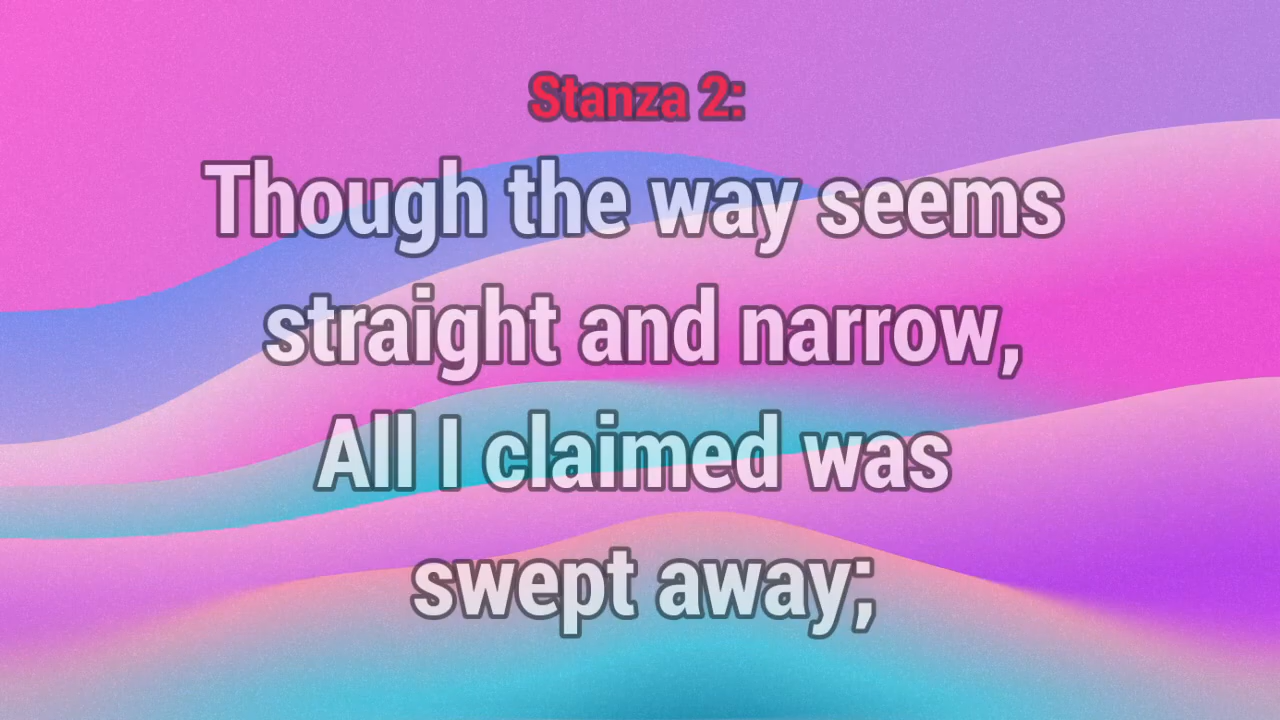 Stanza 2:
Though the way seems
straight and narrow,
All I claimed was
swept away;